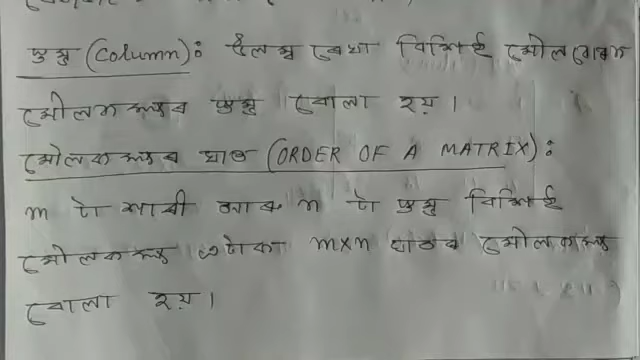 স্তম্ভ (Column): উলম্ব ৰেখা বিশিষ্ট মৌলবোৰক
মৌলকক্ষৰ স্তম্ভ বোলা হয়।
মৌলকক্ষৰ ঘাত (ORDER OF A MATRIX):
m টা শাৰী আৰু n টা স্তম্ভ বিশিষ্ট
মৌলকক্ষ এটাক m×n ঘাতৰ মৌলকক্ষ
বোলা হয়।